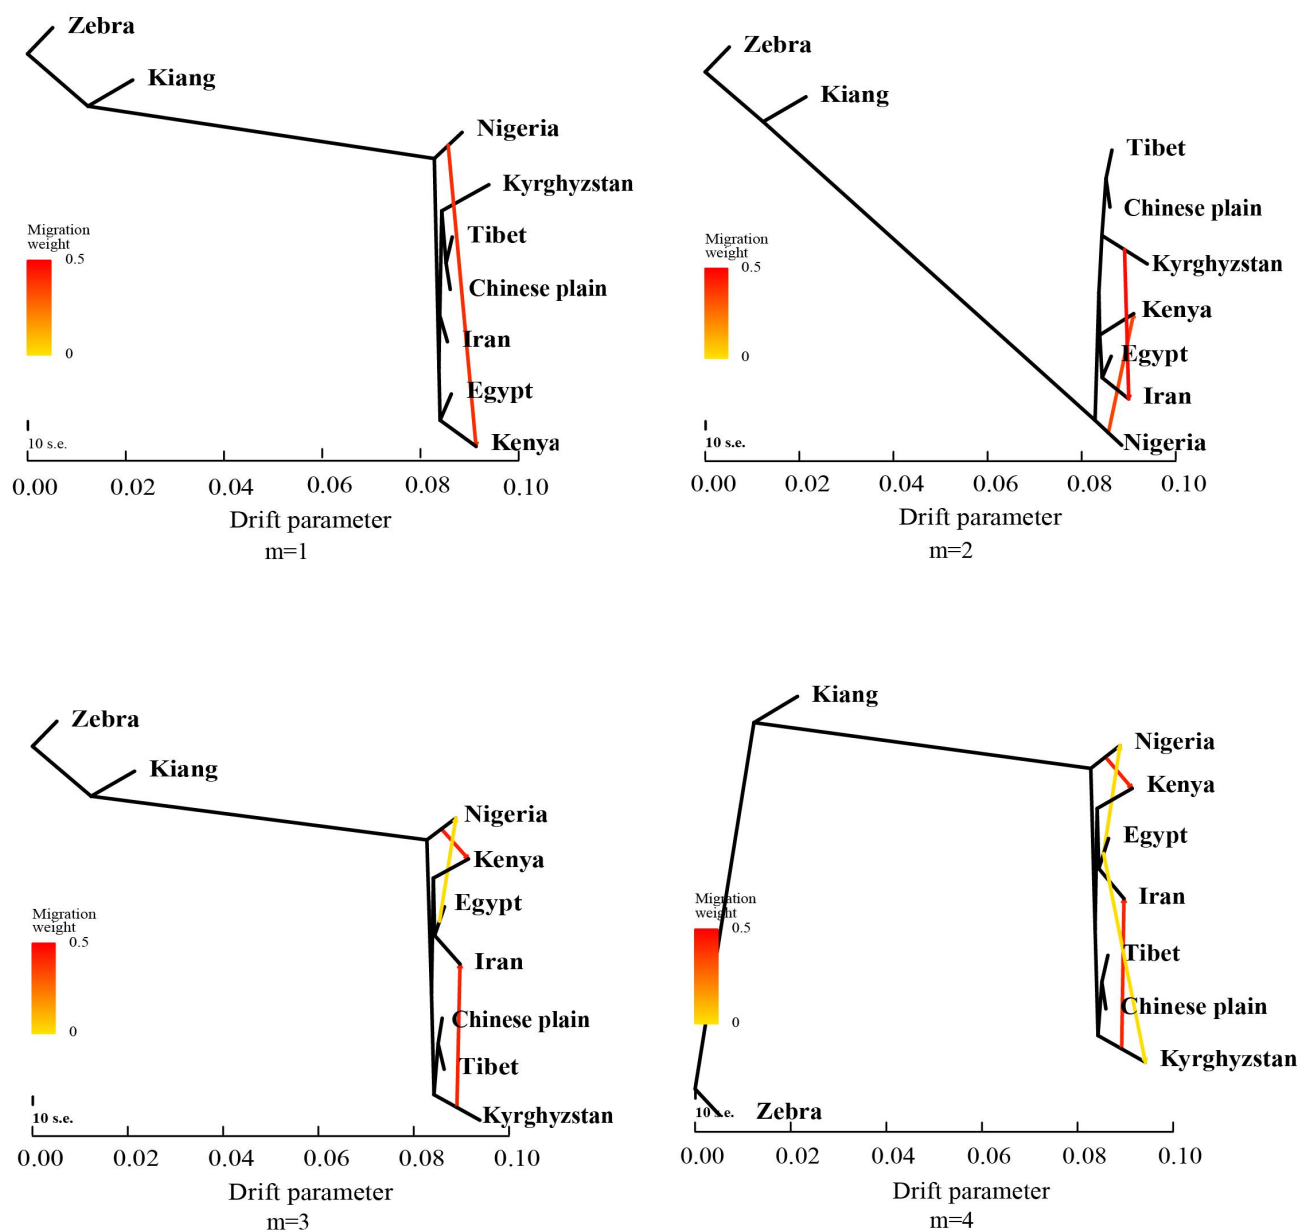 Zebra
Kiang
Nigeria
Kyrghyzstan
Tibet
Chinese plain
Iran
Egypt
Kenya
Migration
weight
0.5
0
10 s.e.
0.00 0.02 0.04 0.06 0.08 0.10
Drift parameter
m=1
Zebra
Kiang
Tibet
Chinese plain
Kyrghyzstan
Kenya
Egypt
Iran
Nigeria
Migration
weight
0.5
0
10 s.e.
0.00 0.02 0.04 0.06 0.08 0.10
Drift parameter
m=2
Zebra
Kiang
Nigeria
Kenya
Egypt
Iran
Chinese plain
Tibet
Kyrghyzstan
Migration
weight
0.5
0
10 s.e.
0.00 0.02 0.04 0.06 0.08 0.10
Drift parameter
m=3
Kiang
Nigeria
Kenya
Egypt
Iran
Tibet
Chinese plain
Kyrghyzstan
Zebra
Migration
weight
0.5
0
10 s.e.
0.00 0.02 0.04 0.06 0.08 0.10
Drift parameter
m=4